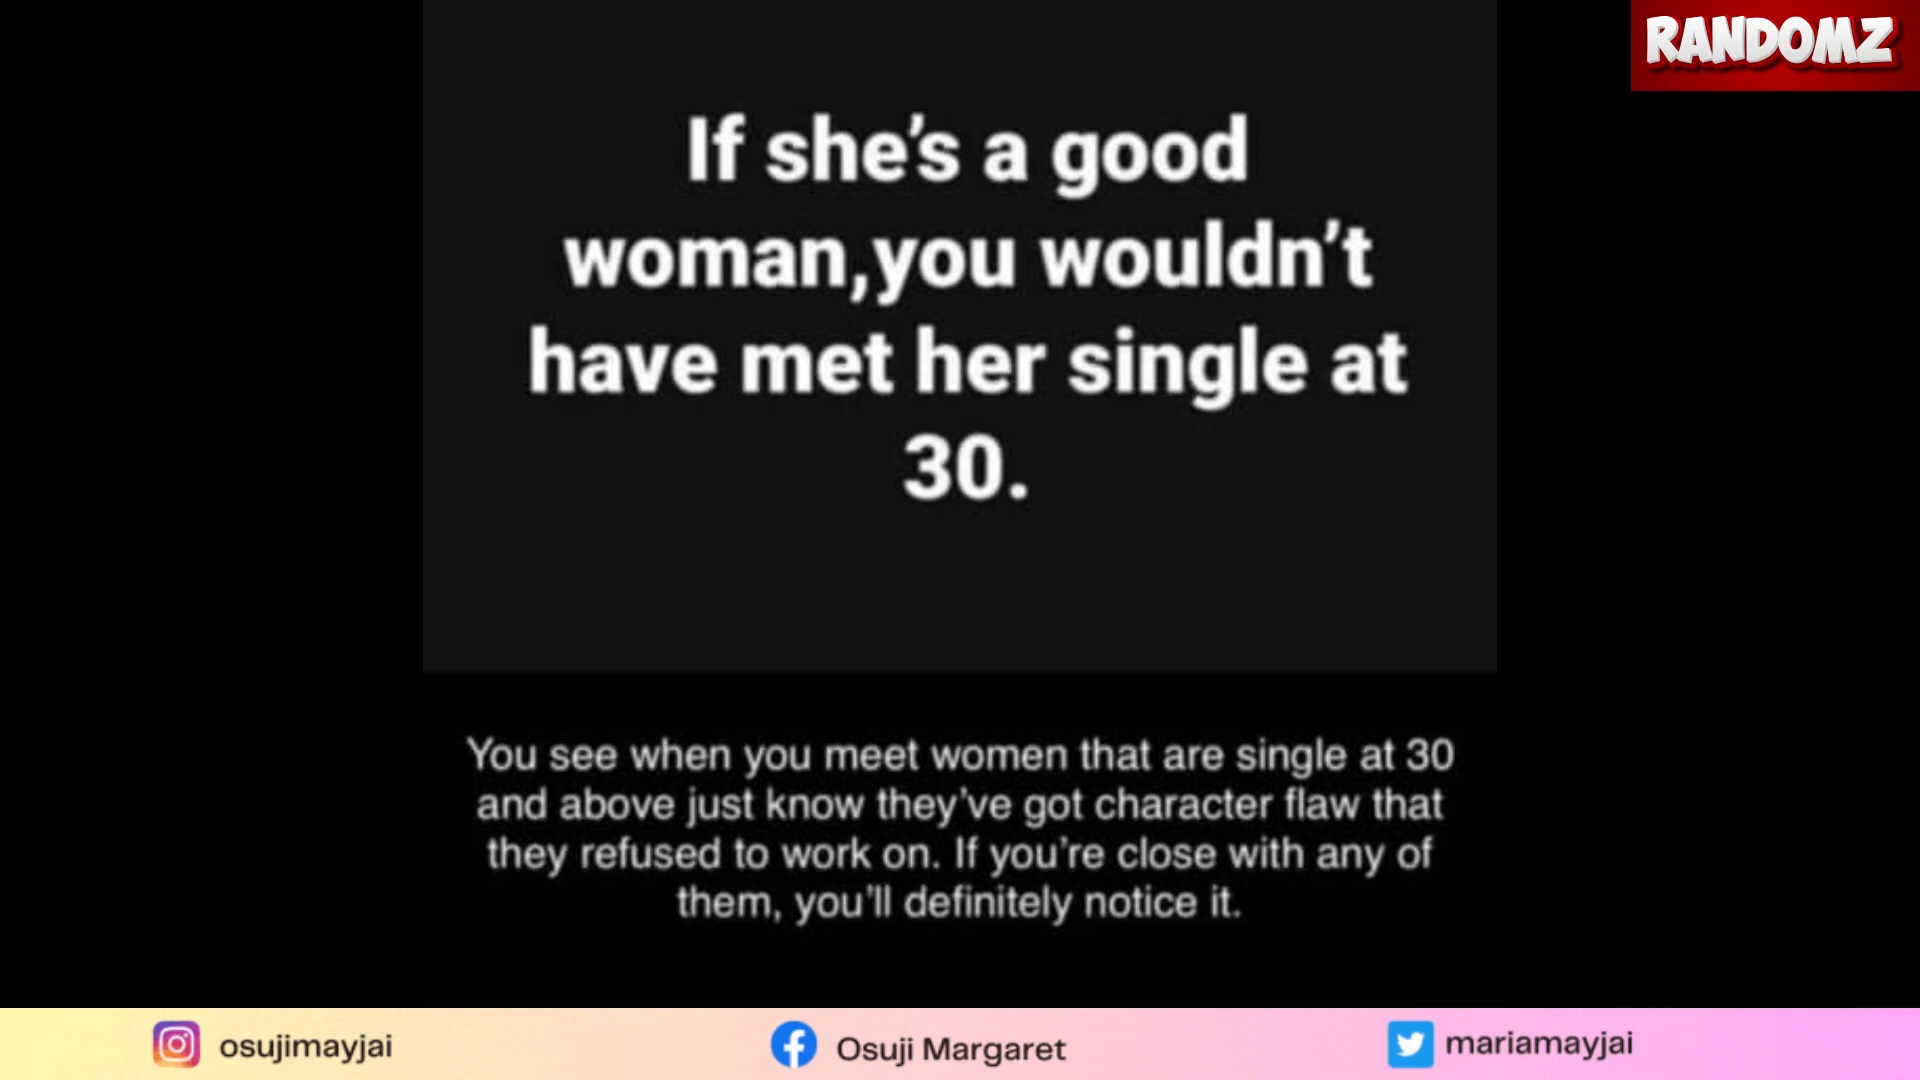 RANDOMZ
If she’s a good
woman,you wouldn’t
have met her single at
30.
You see when you meet women that are single at 30
and above just know they’ve got character flaw that
they refused to work on. If you’re close with any of
them, you’ll definitely notice it.
osujimayjai
Osuji Margaret
mariamayjai